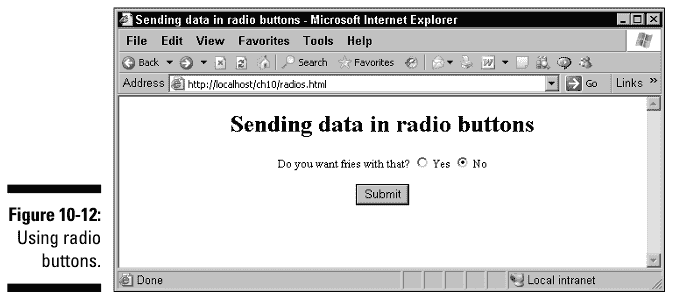 Sending data in radio buttons - Microsoft Internet Explorer
File Edit View Favorites Tools Help
Back Search Favorites W
Address http://localhost/ch10/radios.html Go Links »
Sending data in radio buttons
Do you want fries with that? Yes No
Submit
Figure 10-12:
Using radio
buttons.
Done Local intranet